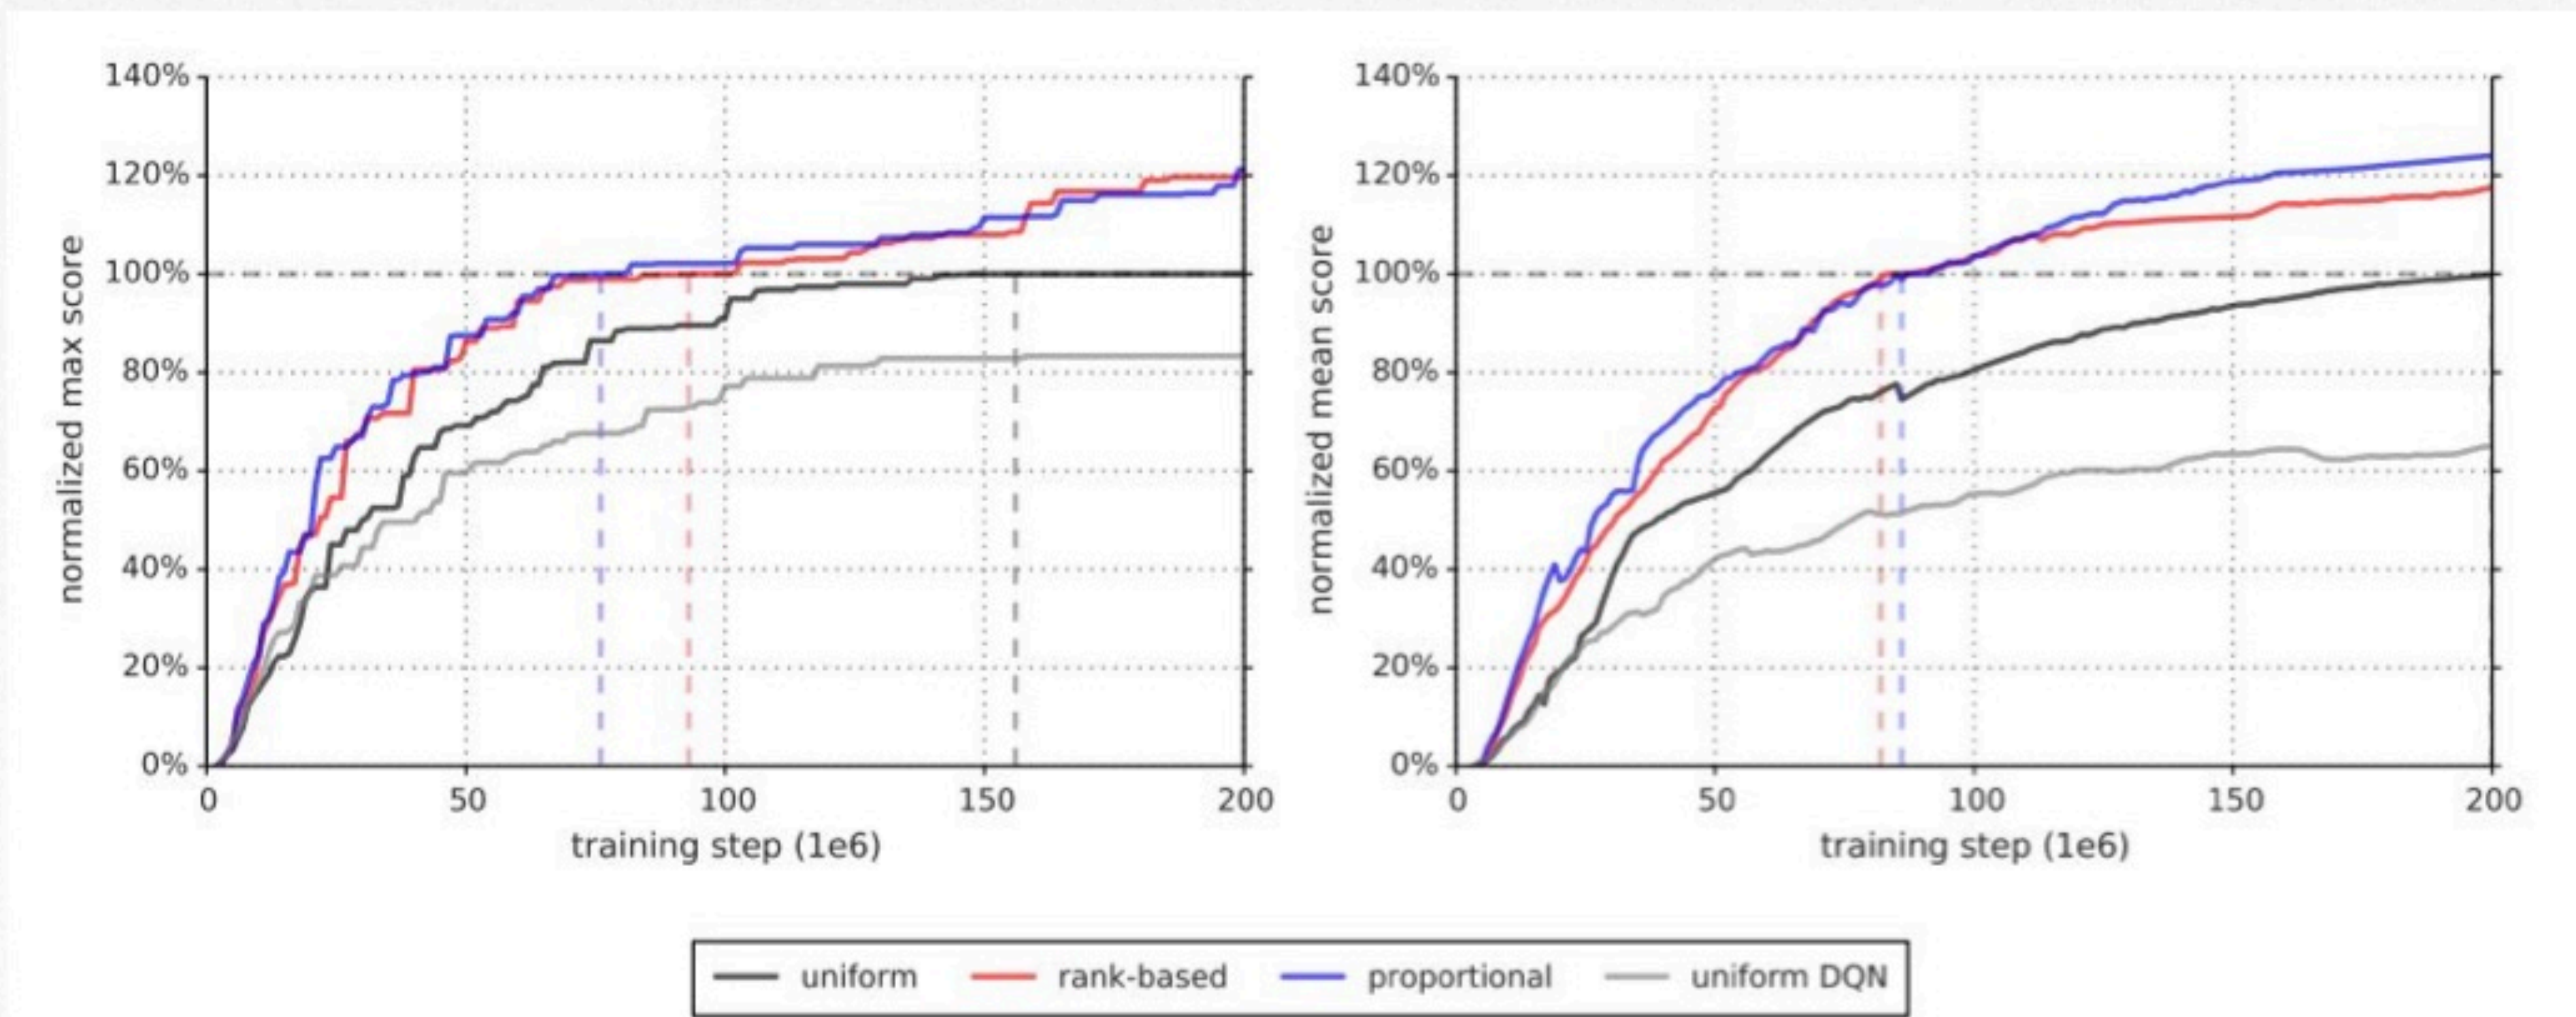 140%
120%
100%
80%
60%
40%
20%
0%
normalized max score
0 50 100 150 200
training step (1e6)
140%
120%
100%
80%
60%
40%
20%
0%
normalized mean score
0 50 100 150 200
training step (1e6)
uniform rank-based proportional uniform DQN